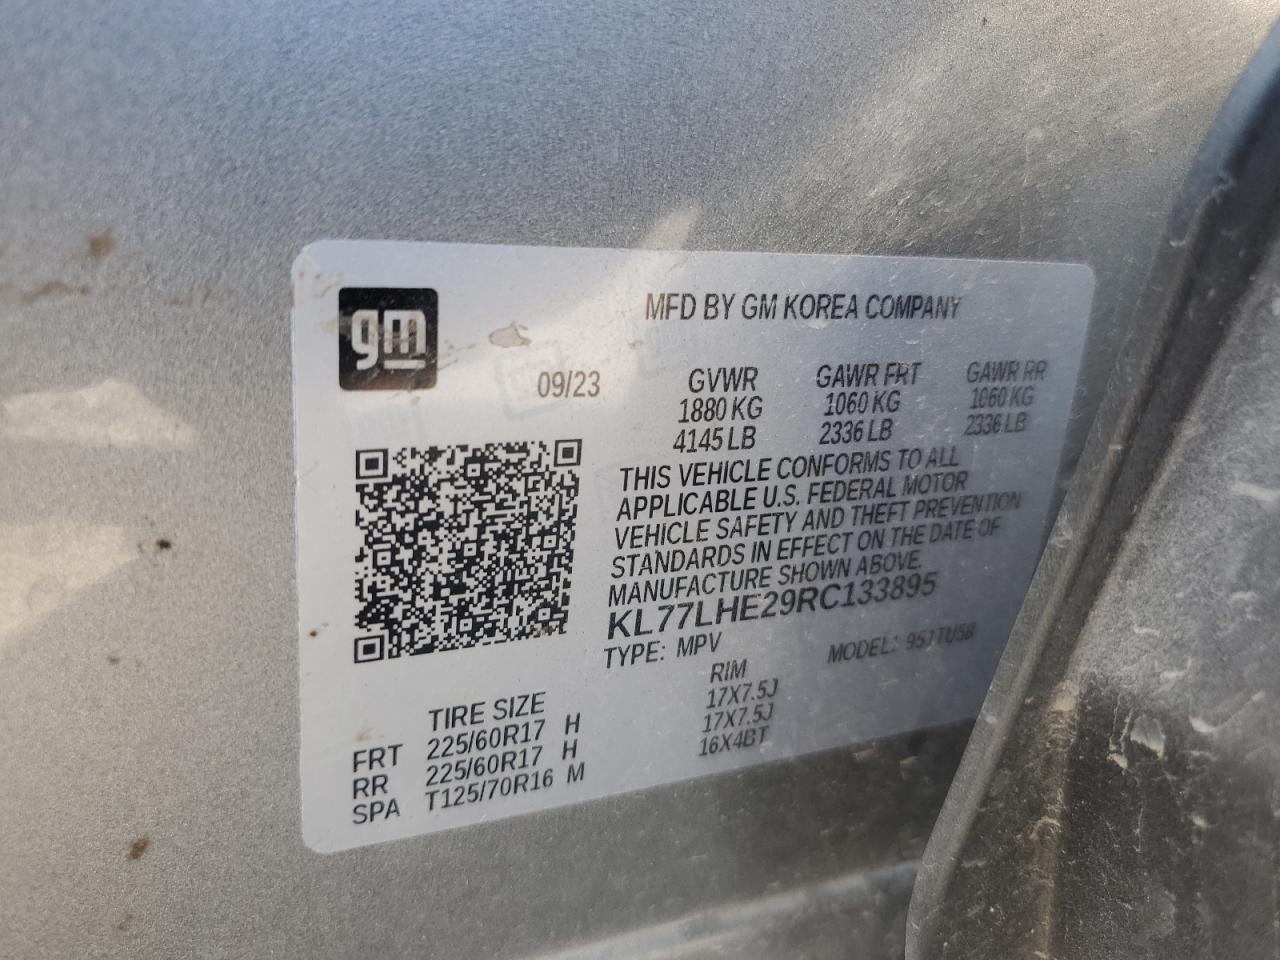 gm
MFD BY GM KOREA COMPANY
09/23 GVWR GAWR FRT GAWR RR
1880 KG 1060 KG 1060 KG
4145 LB 2336 LB 2336 LB
THIS VEHICLE CONFORMS TO ALL
APPLICABLE U.S. FEDERAL MOTOR
VEHICLE SAFETY AND THEFT PREVENTION
STANDARDS IN EFFECT ON THE DATE OF
MANUFACTURE SHOWN ABOVE.
KL77LHE29RC133895
TYPE: MPV MODEL: 951TU58
TIRE SIZE RIM
FRT 225/60R17 H 17X7.5J
RR 225/60R17 H 17X7.5J
SPA T125/70R16 M 16X4BT